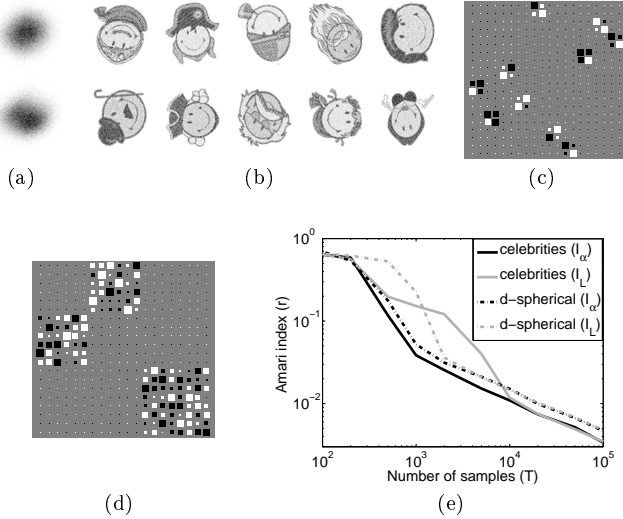 (a)
(b)
(c)
(d)
10^0
10^-1
10^-2
Amari index (r)
10^2
10^3
10^4
10^5
Number of samples (T)
celebrities (I_α)
celebrities (I_L)
d−spherical (I_α)
d−spherical (I_L)
(e)